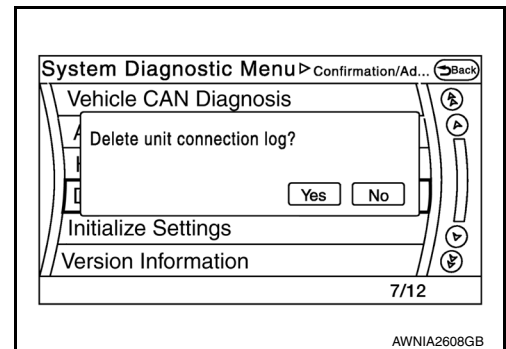 System Diagnostic Menu ▷ Confirmation/Ad... Back
Vehicle CAN Diagnosis
Delete unit connection log?
Yes No
Initialize Settings
Version Information
7/12
AWNIA2608GB